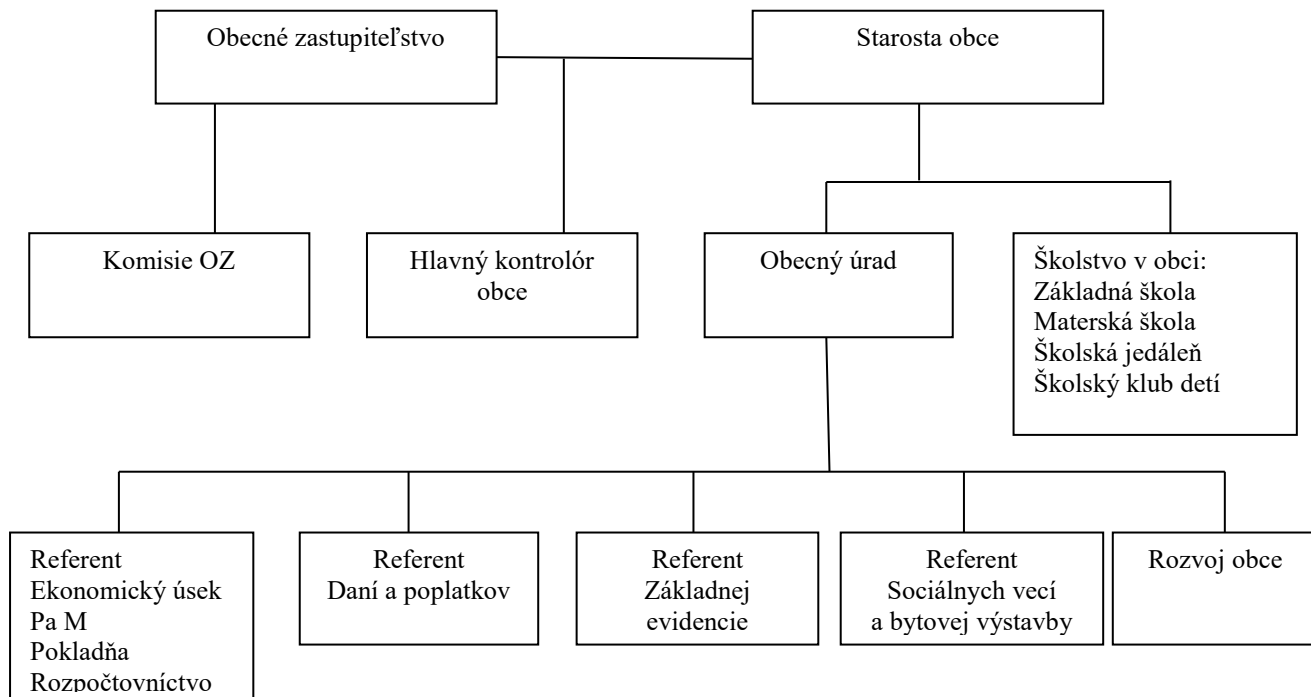 Obecné zastupiteľstvo
Starosta obce
Komisie OZ
Hlavný kontrolór
obce
Obecný úrad
Školstvo v obci:
Základná škola
Materská škola
Školská jedáleň
Školský klub detí
Referent
Ekonomický úsek
Pa M
Pokladňa
Rozpočtovníctvo
Referent
Daní a poplatkov
Referent
Základnej
evidencie
Referent
Sociálnych vecí
a bytovej výstavby
Rozvoj obce